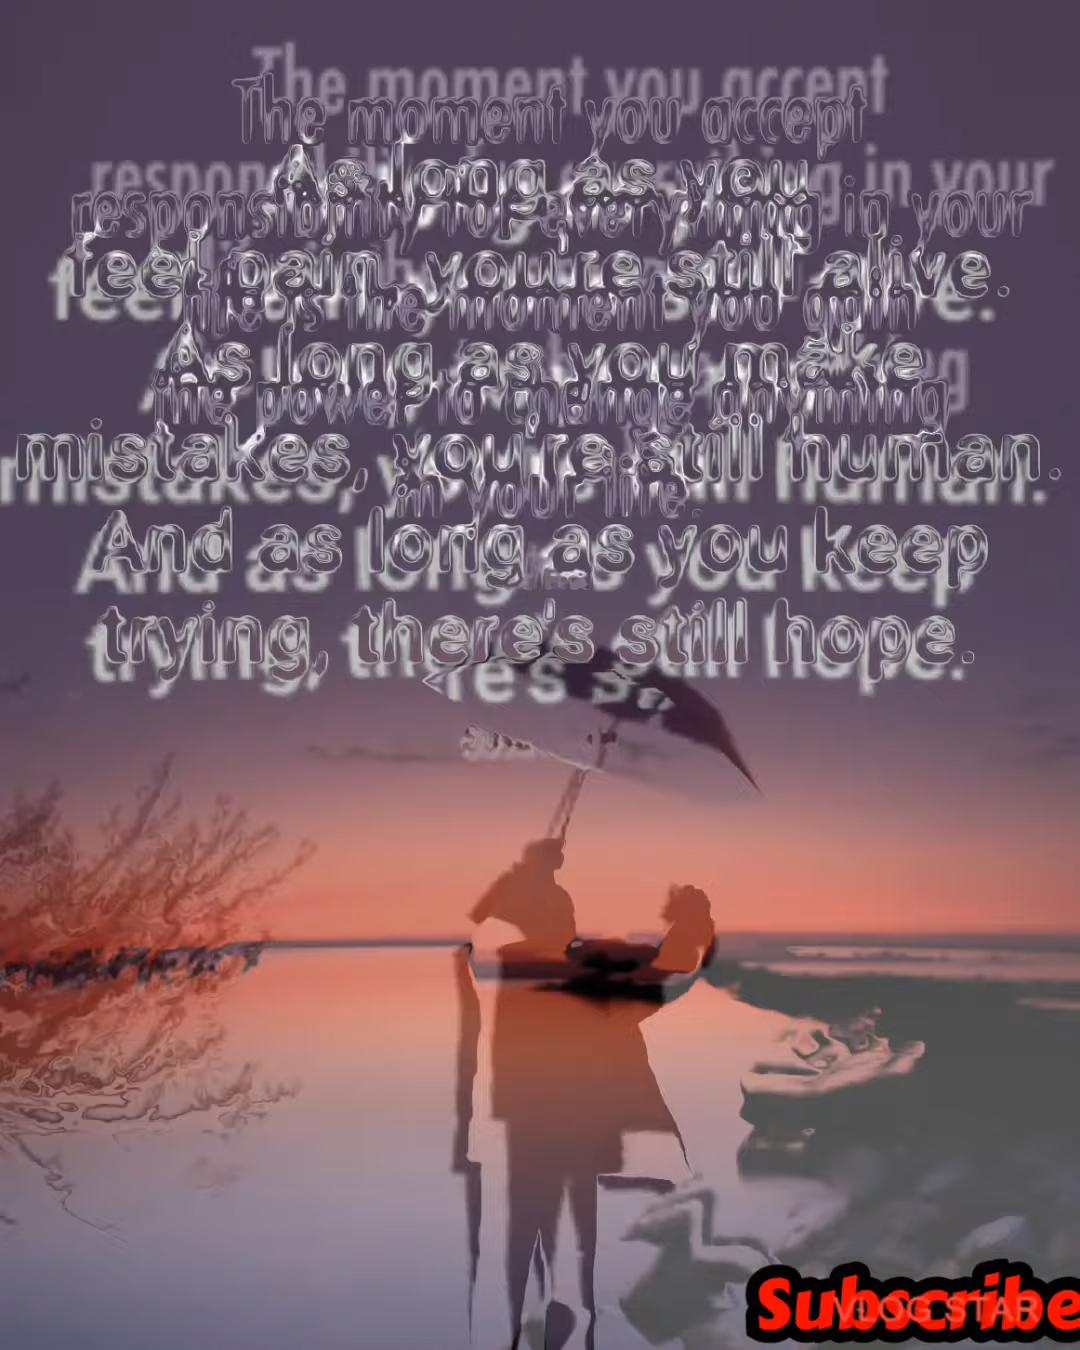 The moment you accept
responsibility for everything in your
life is the moment you gain
the power to change anything
in your life.
As long as you
feel pain, you're still alive.
As long as you make
mistakes, you're still human.
And as long as you keep
trying, there's still hope.
Subscribe
VLOG STAR